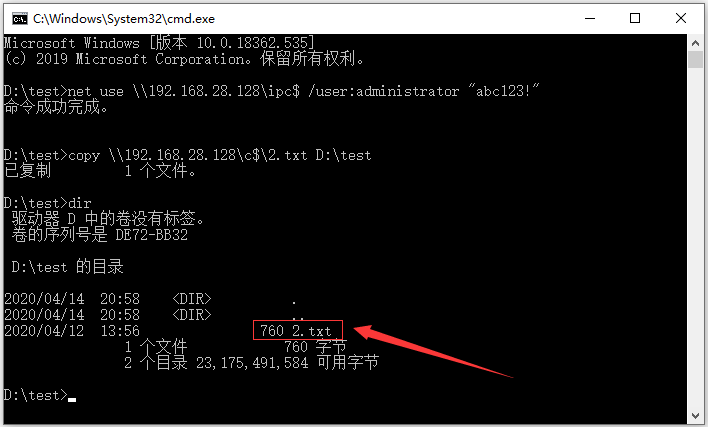 C:\Windows\System32\cmd.exe
Microsoft Windows [版本 10.0.18362.535]
(c) 2019 Microsoft Corporation。保留所有权利。
D:\test>net use \\192.168.28.128\ipc$ /user:administrator "abc123!"
命令成功完成。
D:\test>copy \\192.168.28.128\c$\2.txt D:\test
已复制         1 个文件。
D:\test>dir
驱动器 D 中的卷没有标签。
卷的序列号是 DE72-BB32
D:\test 的目录
2020/04/14  20:58    <DIR>          .
2020/04/14  20:58    <DIR>          ..
2020/04/12  13:56               760 2.txt
1 个文件            760 字节
2 个目录 23,175,491,584 可用字节
D:\test>